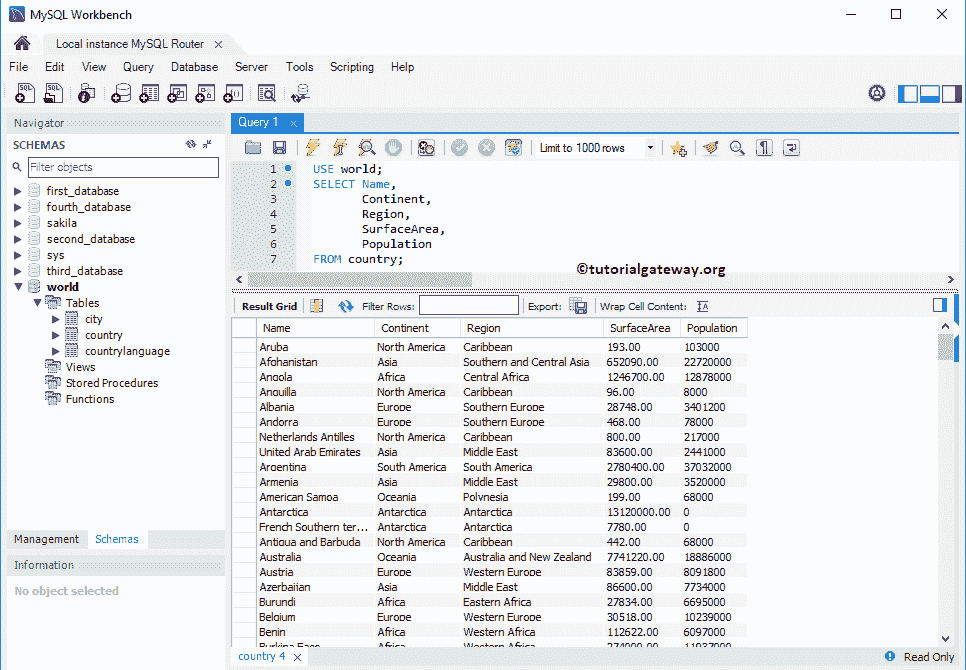 MySQL Workbench
Local instance MySQL Router
File Edit View Query Database Server Tools Scripting Help
Navigator
SCHEMAS
Filter objects
first_database
fourth_database
sakila
second_database
sys
third_database
world
Tables
city
country
countrylanguage
Views
Stored Procedures
Functions
Management Schemas
Information
No object selected
Query 1
Limit to 1000 rows
1 USE world;
2 SELECT Name,
3 Continent,
4 Region,
5 SurfaceArea,
6 Population
7 FROM country;
©tutorialgateway.org
Result Grid Filter Rows: Export: Wrap Cell Content:
Name Continent Region SurfaceArea Population
Aruba North America Caribbean 193.00 103000
Afghanistan Asia Southern and Central Asia 652090.00 22720000
Angola Africa Central Africa 1246700.00 12878000
Anguilla North America Caribbean 96.00 8000
Albania Europe Southern Europe 28748.00 3401200
Andorra Europe Southern Europe 468.00 78000
Netherlands Antilles North America Caribbean 800.00 217000
United Arab Emirates Asia Middle East 83600.00 2441000
Argentina South America South America 2780400.00 37032000
Armenia Asia Middle East 29800.00 3520000
American Samoa Oceania Polynesia 199.00 68000
Antarctica Antarctica Antarctica 13120000.00 0
French Southern ter... Antarctica Antarctica 7780.00 0
Antigua and Barbuda North America Caribbean 442.00 68000
Australia Oceania Australia and New Zealand 7741220.00 18886000
Austria Europe Western Europe 83859.00 8091800
Azerbaijan Asia Middle East 86600.00 7734000
Burundi Africa Eastern Africa 27834.00 6695000
Belgium Europe Western Europe 30518.00 10239000
Benin Africa Western Africa 112622.00 6097000
Burkina Faso Africa Western Africa 274000.00 11937000
country 4
Read Only